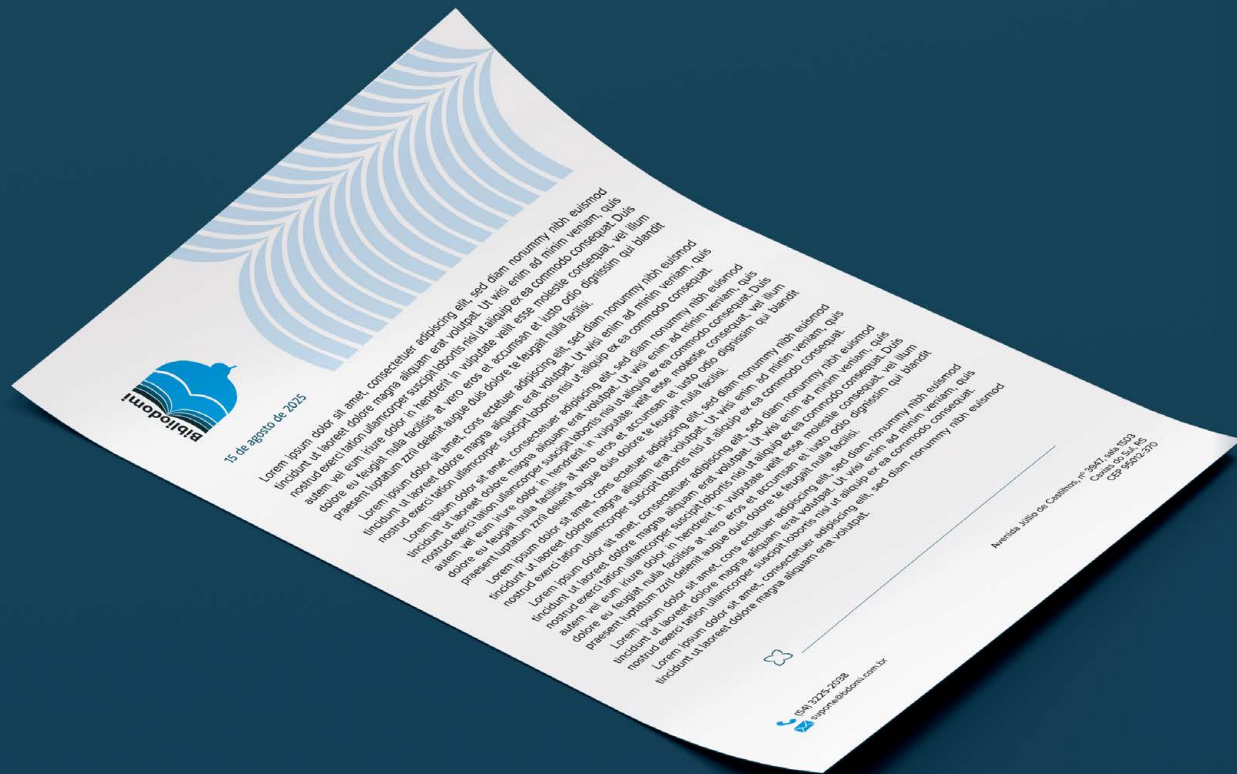 Bibliodomi
15 de agosto de 2025
Lorem ipsum dolor sit amet, consectetuer adipiscing elit, sed diam nonummy nibh euismod
tincidunt ut laoreet dolore magna aliquam erat volutpat. Ut wisi enim ad minim veniam, quis
nostrud exerci tation ullamcorper suscipit lobortis nisl ut aliquip ex ea commodo consequat. Duis
autem vel eum iriure dolor in hendrerit in vulputate velit esse molestie consequat, vel illum
dolore eu feugiat nulla facilisis at vero eros et accumsan et iusto odio dignissim qui blandit
praesent luptatum zzril delenit augue duis dolore te feugait nulla facilisi.
Lorem ipsum dolor sit amet, cons ectetuer adipiscing elit, sed diam nonummy nibh euismod
tincidunt ut laoreet dolore magna aliquam erat volutpat. Ut wisi enim ad minim veniam, quis
nostrud exerci tation ullamcorper suscipit lobortis nisl ut aliquip ex ea commodo consequat.
Lorem ipsum dolor sit amet, consectetuer adipiscing elit, sed diam nonummy nibh euismod
tincidunt ut laoreet dolore magna aliquam erat volutpat. Ut wisi enim ad minim veniam, quis
nostrud exerci tation ullamcorper suscipit lobortis nisl ut aliquip ex ea commodo consequat. Duis
autem vel eum iriure dolor in hendrerit in vulputate velit esse molestie consequat, vel illum
dolore eu feugiat nulla facilisis at vero eros et accumsan et iusto odio dignissim qui blandit
praesent luptatum zzril delenit augue duis dolore te feugait nulla facilisi.
Lorem ipsum dolor sit amet, cons ectetuer adipiscing elit, sed diam nonummy nibh euismod
tincidunt ut laoreet dolore magna aliquam erat volutpat. Ut wisi enim ad minim veniam, quis
nostrud exerci tation ullamcorper suscipit lobortis nisl ut aliquip ex ea commodo consequat.
Lorem ipsum dolor sit amet, consectetuer adipiscing elit, sed diam nonummy nibh euismod
tincidunt ut laoreet dolore magna aliquam erat volutpat. Ut wisi enim ad minim veniam, quis
nostrud exerci tation ullamcorper suscipit lobortis nisl ut aliquip ex ea commodo consequat. Duis
autem vel eum iriure dolor in hendrerit in vulputate velit esse molestie consequat, vel illum
dolore eu feugiat nulla facilisis at vero eros et accumsan et iusto odio dignissim qui blandit
praesent luptatum zzril delenit augue duis dolore te feugait nulla facilisi.
Lorem ipsum dolor sit amet, cons ectetuer adipiscing elit, sed diam nonummy nibh euismod
tincidunt ut laoreet dolore magna aliquam erat volutpat. Ut wisi enim ad minim veniam, quis
nostrud exerci tation ullamcorper suscipit lobortis nisl ut aliquip ex ea commodo consequat.
Lorem ipsum dolor sit amet, consectetuer adipiscing elit, sed diam nonummy nibh euismod
tincidunt ut laoreet dolore magna aliquam erat volutpat.
(54) 3225-2038
suporte@bdomi.com.br
Avenida Júlio de Castilhos, nº 3947, sala 1503
Caxias do Sul, RS
CEP 95012-370